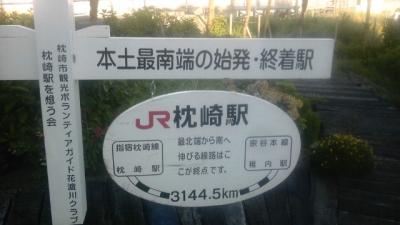 本土最南端の始発・終着駅
枕崎市観光ボランティアガイド花渡川クラブ
枕崎駅を想う会
JR枕崎駅
最北端から南へ
伸びる線路はこ
こが終点です。
指宿枕崎線
枕崎駅
宗谷本線
稚内駅
3144.5km